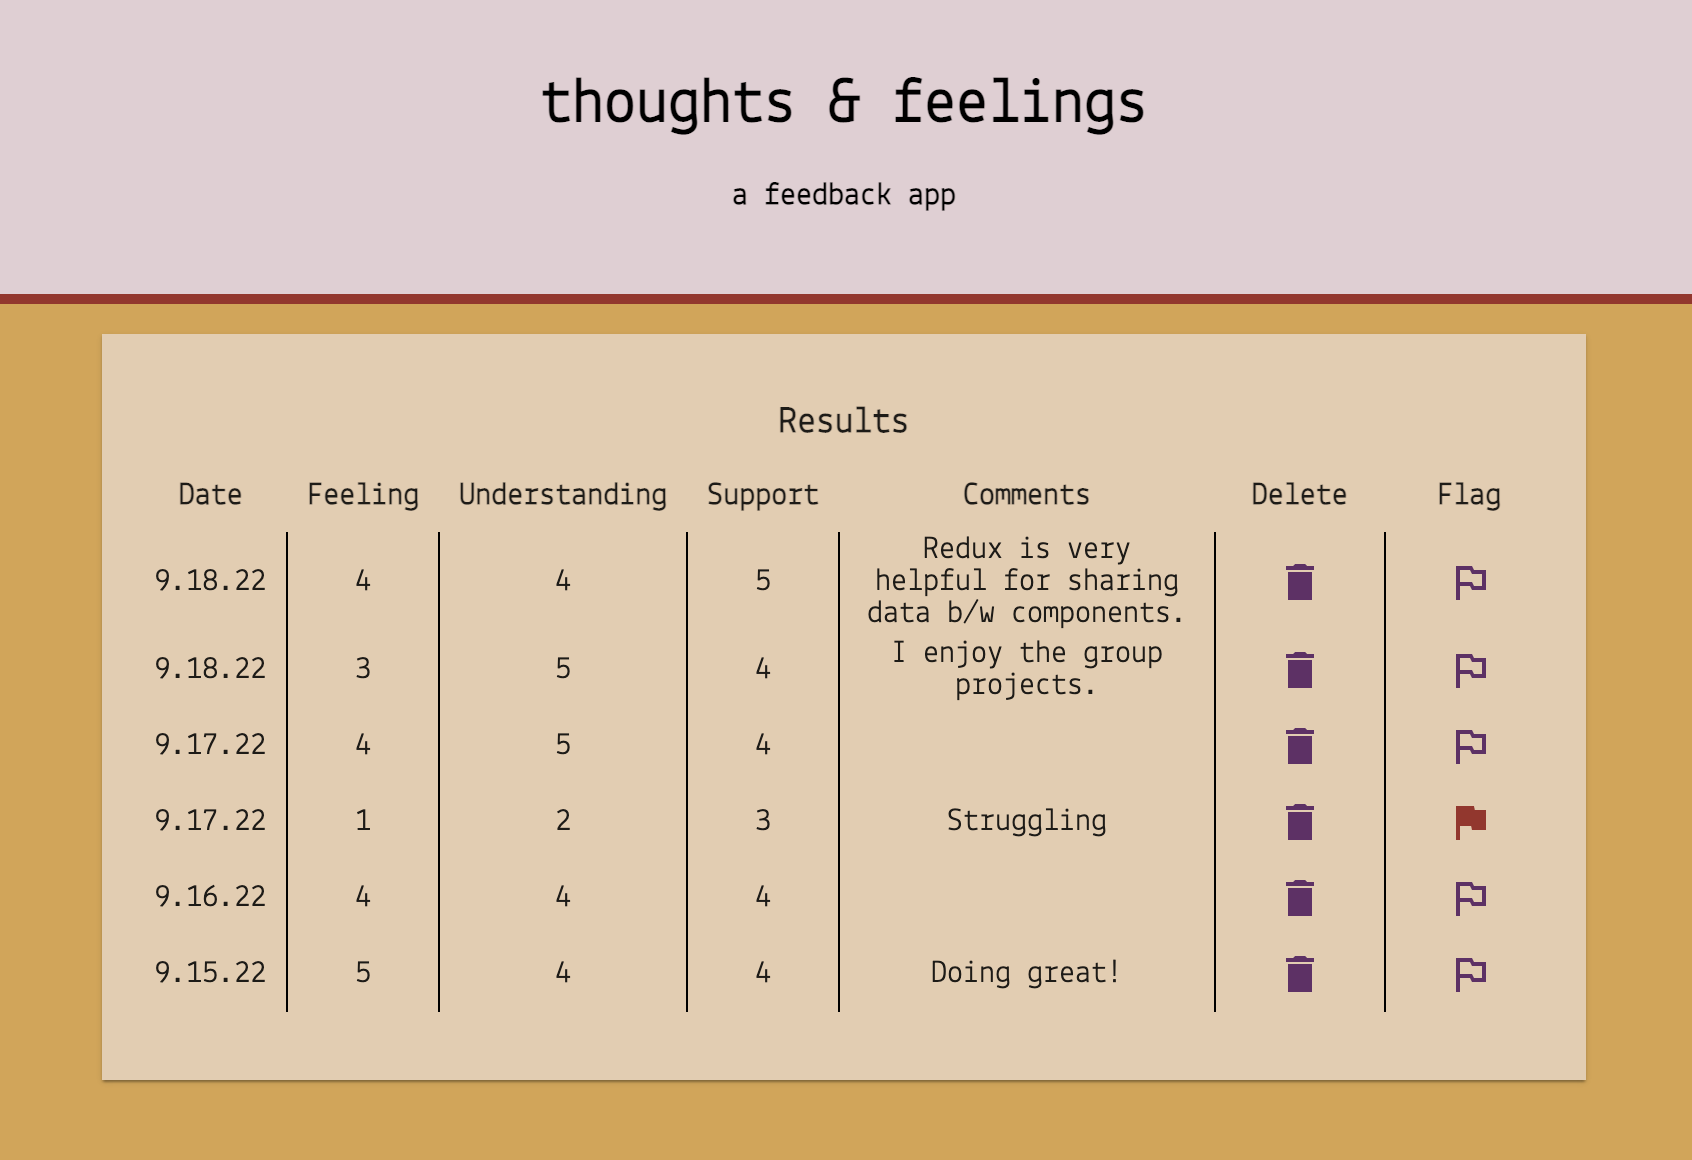 thoughts & feelings
a feedback app
Results
Date Feeling Understanding Support Comments Delete Flag
9.18.22 4 4 5 Redux is very
helpful for sharing
data b/w components.
9.18.22 3 5 4 I enjoy the group
projects.
9.17.22 4 5 4
9.17.22 1 2 3 Struggling
9.16.22 4 4 4
9.15.22 5 4 4 Doing great!